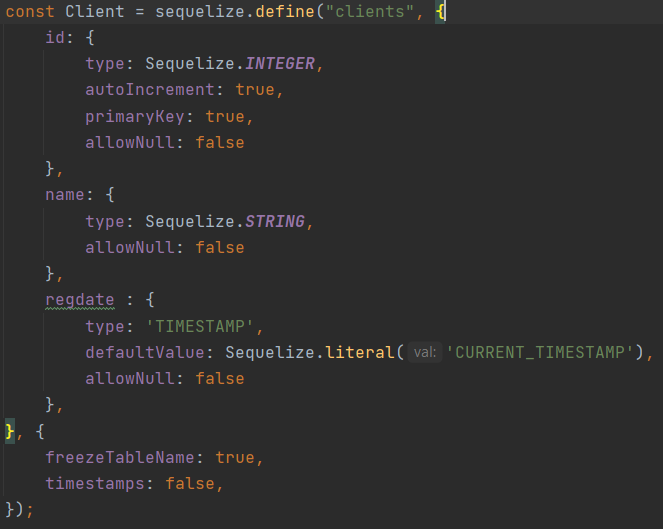 const Client = sequelize.define("clients", {
    id: {
        type: Sequelize.INTEGER,
        autoIncrement: true,
        primaryKey: true,
        allowNull: false
    },
    name: {
        type: Sequelize.STRING,
        allowNull: false
    },
    regdate : {
        type: 'TIMESTAMP',
        defaultValue: Sequelize.literal( val: 'CURRENT_TIMESTAMP'),
        allowNull: false
    },
}, {
    freezeTableName: true,
    timestamps: false,
});